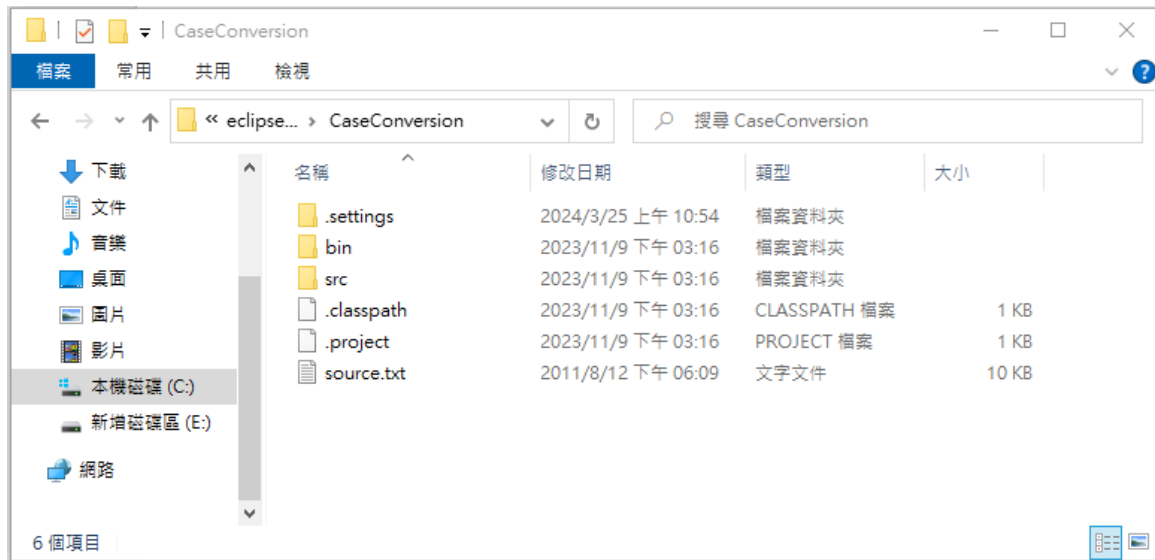 CaseConversion
檔案 常用 共用 檢視
« eclipse... › CaseConversion 搜尋 CaseConversion
名稱 修改日期 類型 大小
下載
文件
音樂
桌面
圖片
影片
本機磁碟 (C:)
新增磁碟區 (E:)
網路
.settings 2024/3/25 上午 10:54 檔案資料夾
bin 2023/11/9 下午 03:16 檔案資料夾
src 2023/11/9 下午 03:16 檔案資料夾
.classpath 2023/11/9 下午 03:16 CLASSPATH 檔案 1 KB
.project 2023/11/9 下午 03:16 PROJECT 檔案 1 KB
source.txt 2011/8/12 下午 06:09 文字文件 10 KB
6 個項目